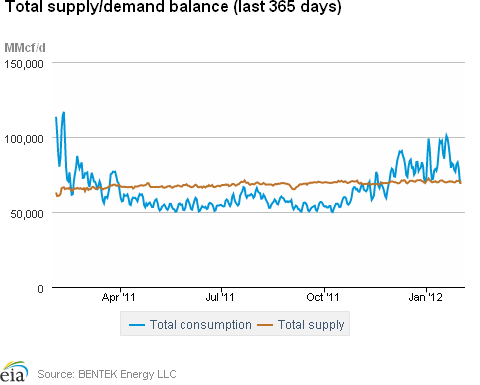 Total supply/demand balance (last 365 days)
MMcf/d
150,000
100,000
50,000
0
Apr '11 Jul '11 Oct '11 Jan '12
Total consumption Total supply
eia Source: BENTEK Energy LLC